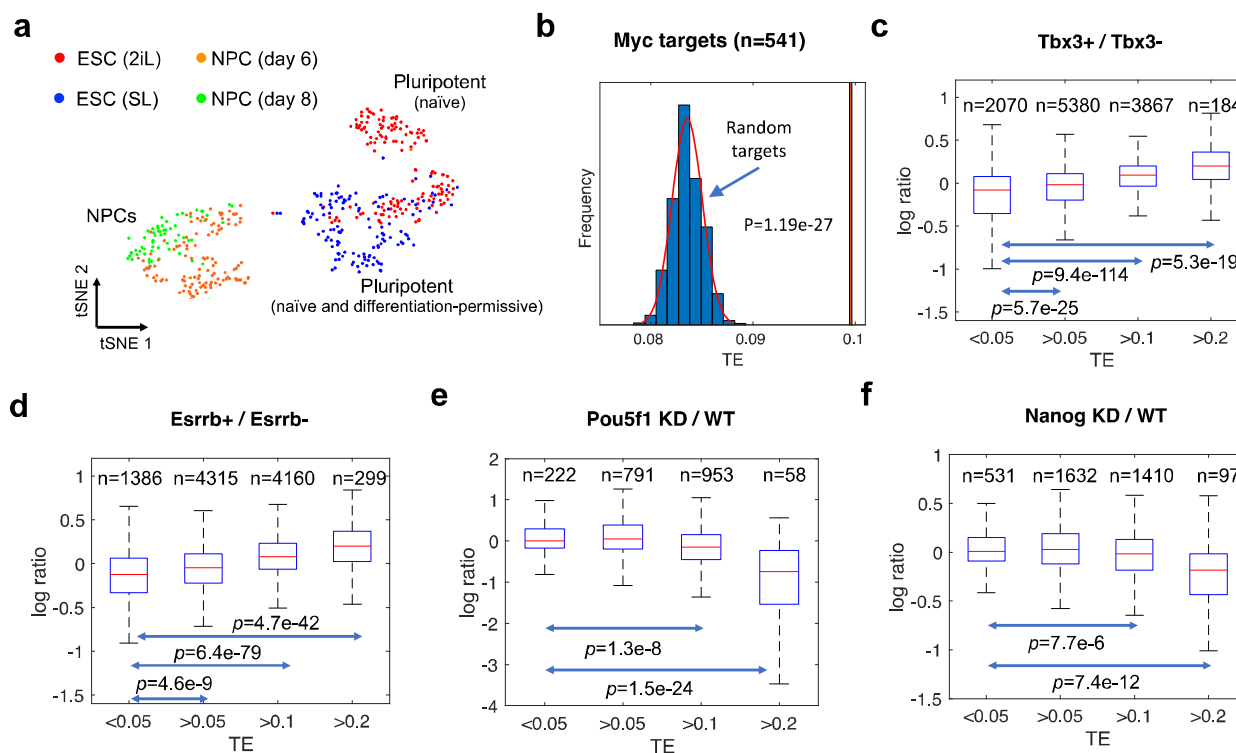 a
ESC (2iL)
NPC (day 6)
ESC (SL)
NPC (day 8)
Pluripotent
(naïve)
NPCs
Pluripotent
(naïve and differentiation-permissive)
tSNE 2
tSNE 1
b
Myc targets (n=541)
Random
targets
P=1.19e-27
Frequency
0.08
0.09
0.1
TE
c
Tbx3+ / Tbx3-
n=2070 n=5380 n=3867 n=184
1
0.5
0
-0.5
-1
-1.5
log ratio
p=5.3e-19
p=9.4e-114
p=5.7e-25
<0.05 >0.05 >0.1 >0.2
TE
d
Esrrb+ / Esrrb-
n=1386 n=4315 n=4160 n=299
1
0.5
0
-0.5
-1
-1.5
log ratio
p=4.7e-42
p=6.4e-79
p=4.6e-9
<0.05 >0.05 >0.1 >0.2
TE
e
Pou5f1 KD / WT
n=222 n=791 n=953 n=58
2
1
0
-1
-2
-3
-4
log ratio
p=1.3e-8
p=1.5e-24
<0.05 >0.05 >0.1 >0.2
TE
f
Nanog KD / WT
n=531 n=1632 n=1410 n=97
1
0.5
0
-0.5
-1
-1.5
log ratio
p=7.7e-6
p=7.4e-12
<0.05 >0.05 >0.1 >0.2
TE